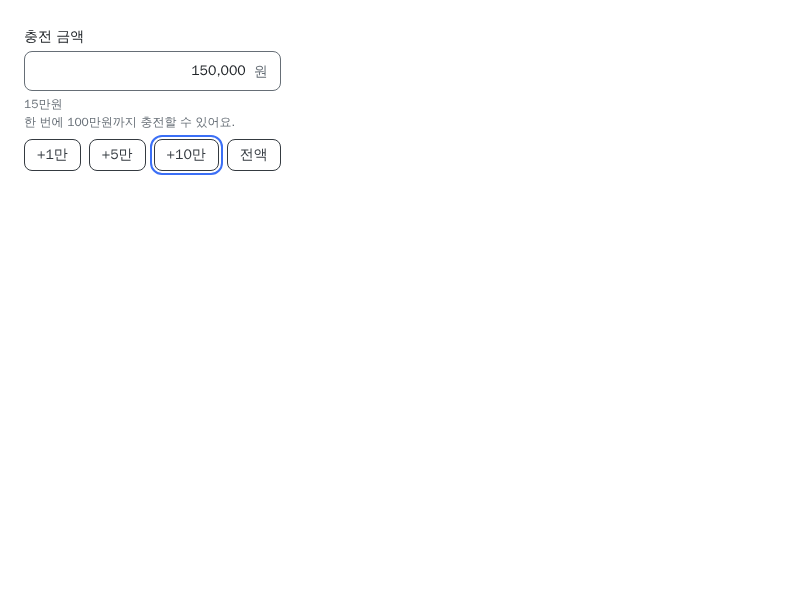 충전 금액
150,000 원
15만원
한 번에 100만원까지 충전할 수 있어요.
+1만 +5만 +10만 전액